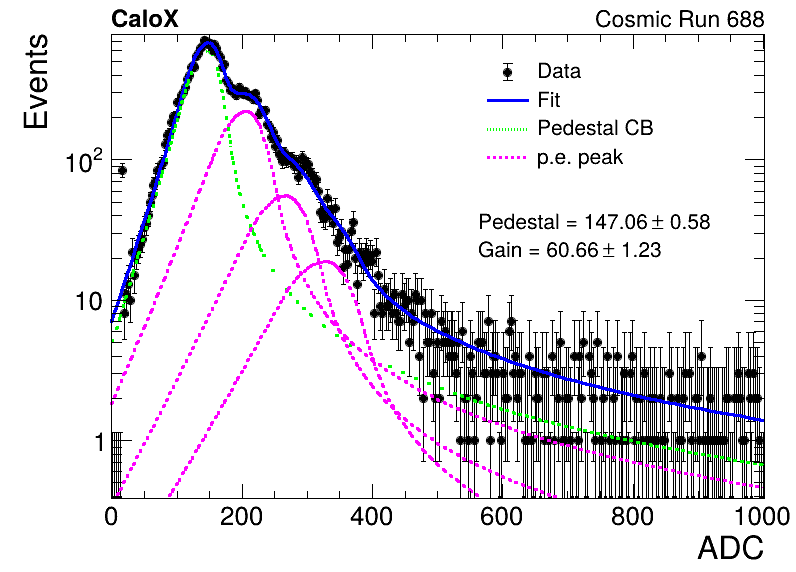 CaloX Cosmic Run 688
Events
Data
Fit
Pedestal CB
p.e. peak
Pedestal = 147.06 ± 0.58
Gain = 60.66 ± 1.23
10²
10
1
0 200 400 600 800 1000
ADC